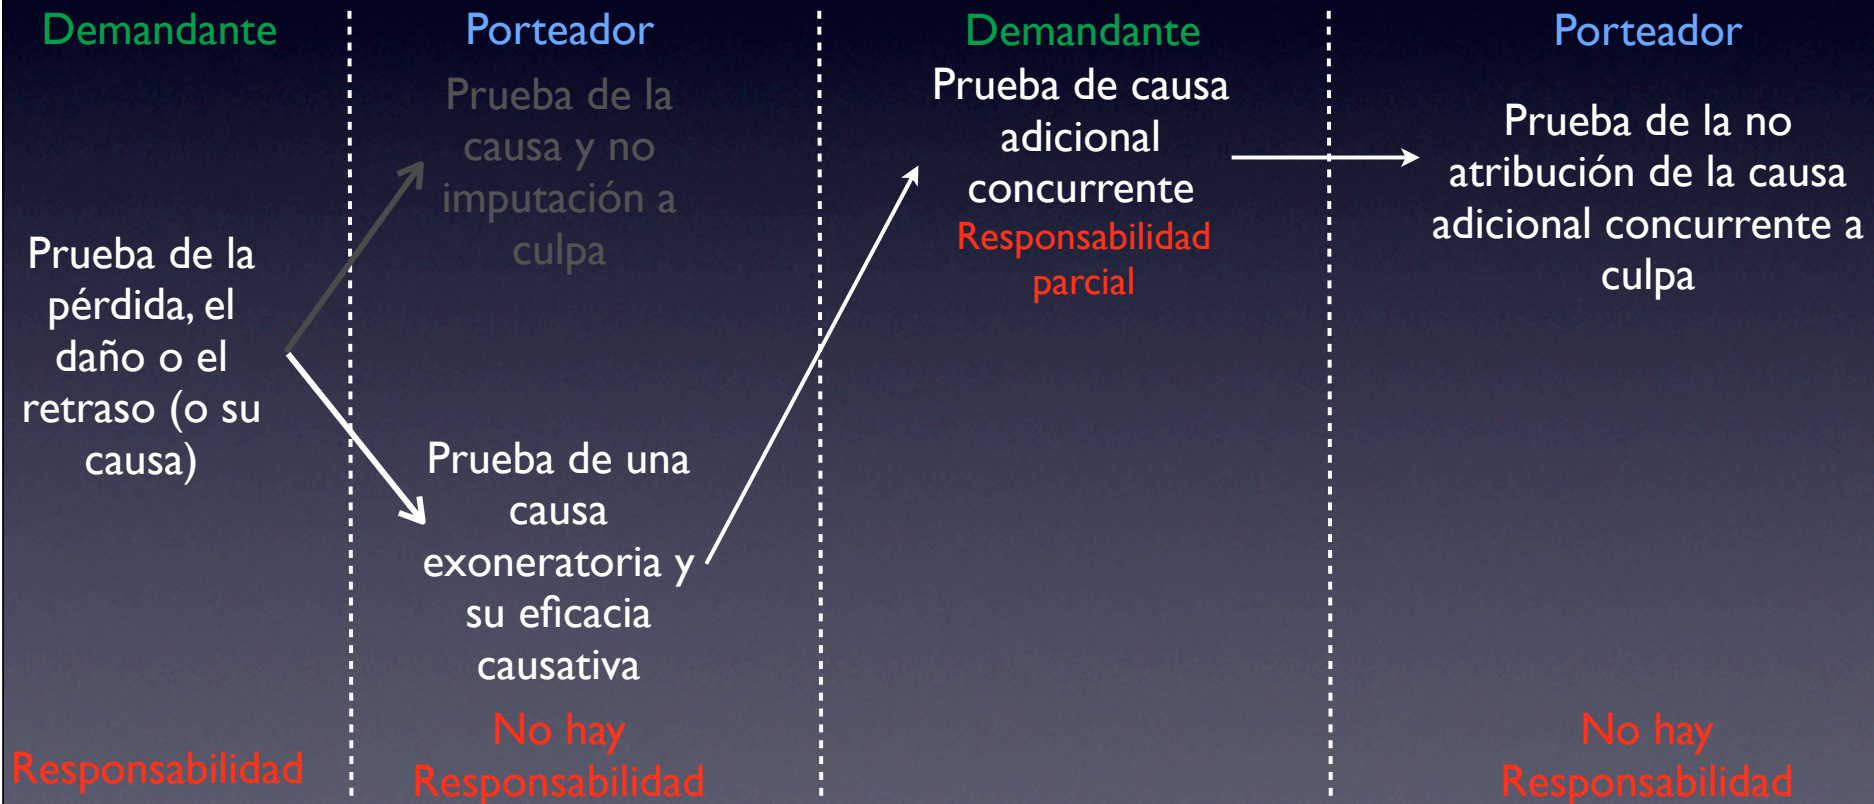 Demandante
Prueba de la
pérdida, el
daño o el
retraso (o su
causa)
Responsabilidad
Porteador
Prueba de la
causa y no
imputación a
culpa
Prueba de una
causa
exoneratoria y
su eficacia
causativa
No hay
Responsabilidad
Demandante
Prueba de causa
adicional
concurrente
Responsabilidad
parcial
Porteador
Prueba de la no
atribución de la causa
adicional concurrente a
culpa
No hay
Responsabilidad